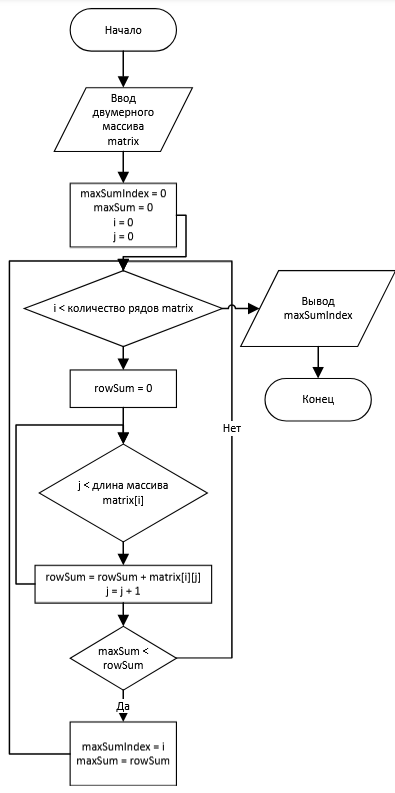 Начало
Ввод
двумерного
массива
matrix
maxSumIndex = 0
maxSum = 0
i = 0
j = 0
i < количество рядов matrix
Вывод
maxSumIndex
rowSum = 0
Конец
Нет
j < длина массива
matrix[i]
rowSum = rowSum + matrix[i][j]
j = j + 1
maxSum <
rowSum
Да
maxSumIndex = i
maxSum = rowSum